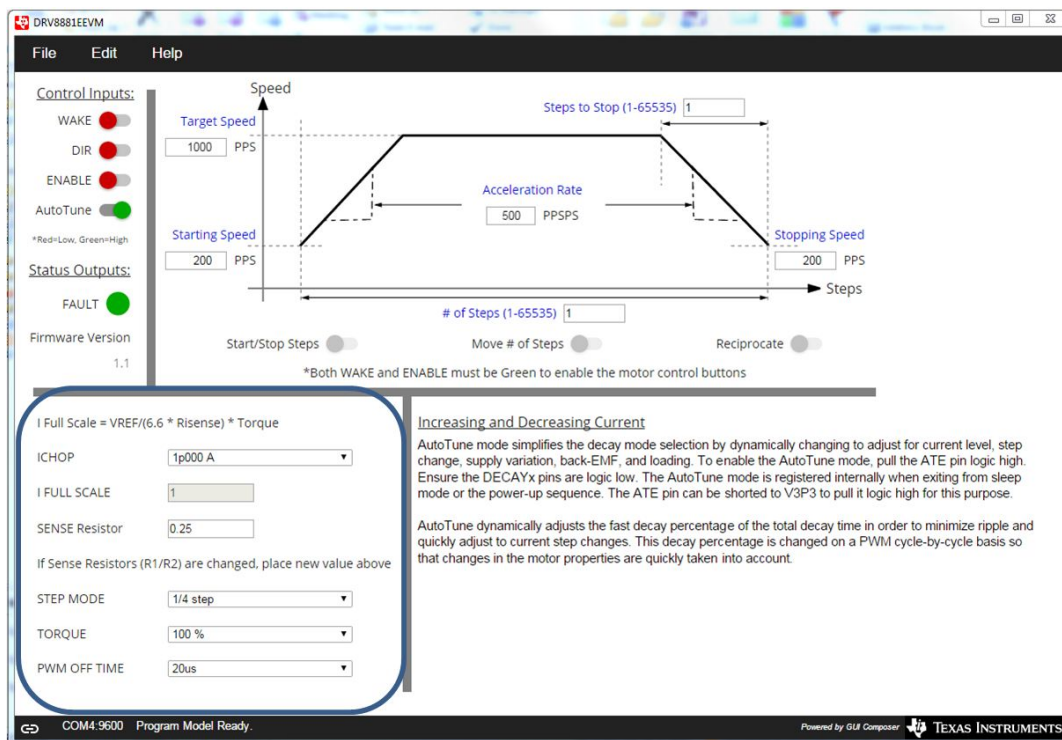 DRV8881EEVM
File Edit Help
Control Inputs:
WAKE
DIR
ENABLE
AutoTune
*Red=Low, Green=High
Status Outputs:
FAULT
Firmware Version
1.1
Speed
Target Speed
1000 PPS
Steps to Stop (1-65535) 1
Acceleration Rate
500 PPSPS
Starting Speed
200 PPS
Stopping Speed
200 PPS
Steps
# of Steps (1-65535) 1
Start/Stop Steps Move # of Steps Reciprocate
*Both WAKE and ENABLE must be Green to enable the motor control buttons
I Full Scale = VREF/(6.6 * Risense) * Torque
ICHOP 1p000 A
I FULL SCALE 1
SENSE Resistor 0.25
If Sense Resistors (R1/R2) are changed, place new value above
STEP MODE 1/4 step
TORQUE 100 %
PWM OFF TIME 20us
Increasing and Decreasing Current
AutoTune mode simplifies the decay mode selection by dynamically changing to adjust for current level, step
change, supply variation, back-EMF, and loading. To enable the AutoTune mode, pull the ATE pin logic high.
Ensure the DECAYx pins are logic low. The AutoTune mode is registered internally when exiting from sleep
mode or the power-up sequence. The ATE pin can be shorted to V3P3 to pull it logic high for this purpose.
AutoTune dynamically adjusts the fast decay percentage of the total decay time in order to minimize ripple and
quickly adjust to current step changes. This decay percentage is changed on a PWM cycle-by-cycle basis so
that changes in the motor properties are quickly taken into account.
COM4:9600 Program Model Ready.
Powered by GUI Composer TEXAS INSTRUMENTS